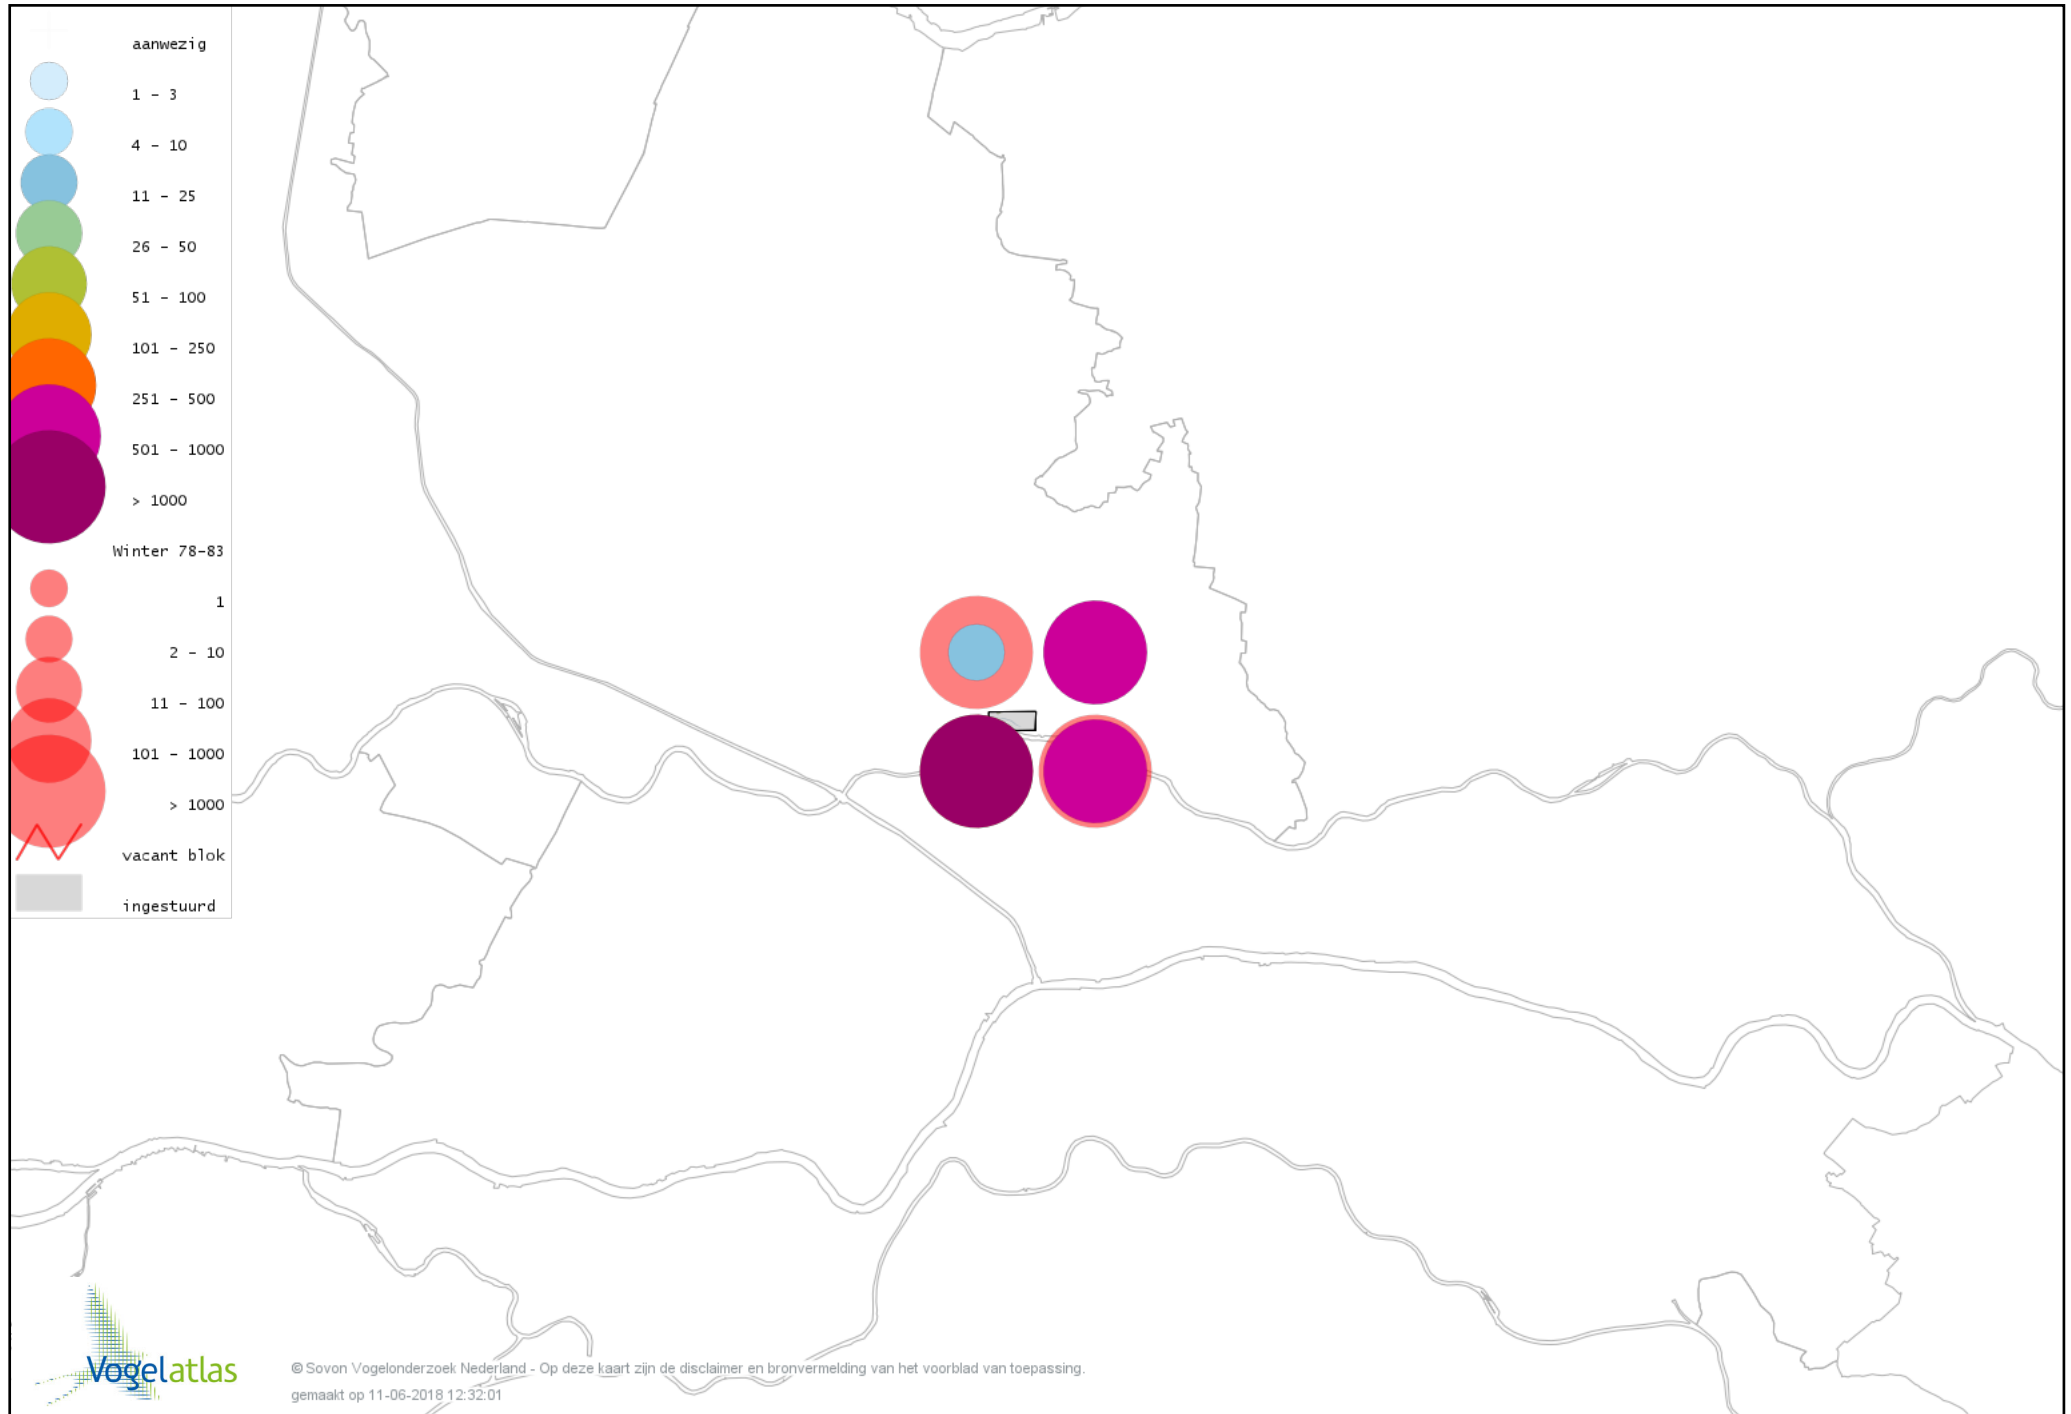 aanwezig
1 - 3
4 - 10
11 - 25
26 - 50
51 - 100
101 - 250
251 - 500
501 - 1000
> 1000
Winter 78-83
1
2 - 10
11 - 100
101 - 1000
> 1000
vacant blok
ingestuurd
Vogelatlas
© Sovon Vogelonderzoek Nederland - Op deze kaart zijn de disclaimer en bronvermelding van het voorblad van toepassing.
gemaakt op 11-06-2018 12:32:01